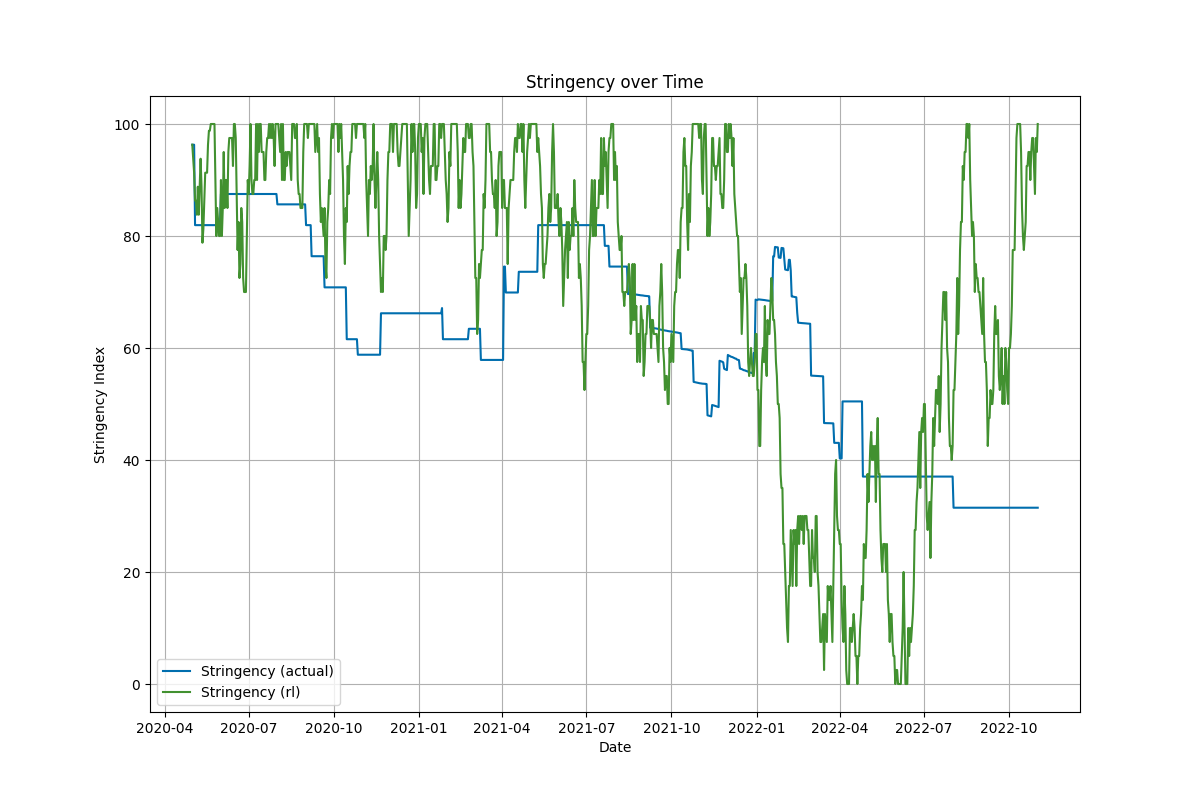 Stringency over Time
Stringency Index
100
80
60
40
20
0
Stringency (actual)
Stringency (rl)
2020-04 2020-07 2020-10 2021-01 2021-04 2021-07 2021-10 2022-01 2022-04 2022-07 2022-10
Date